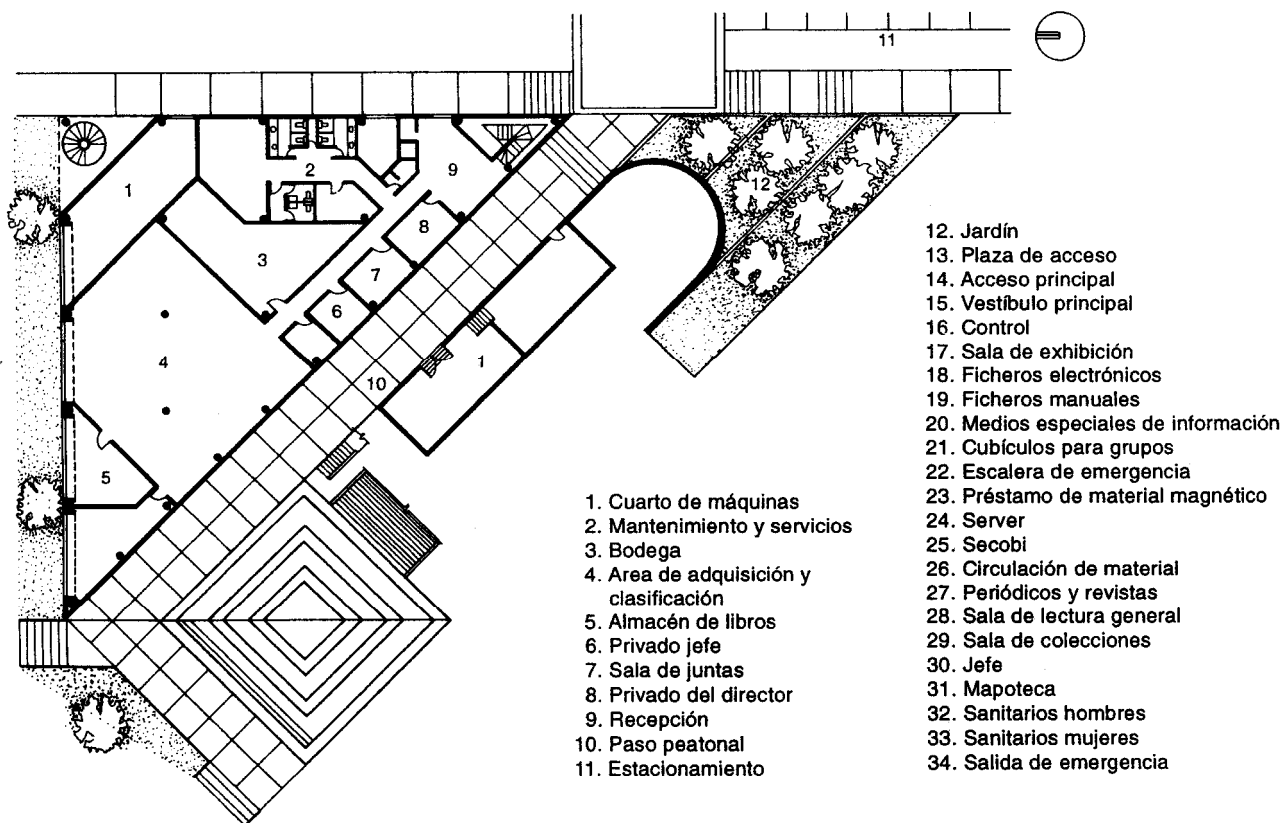 11
1
2
9
12
8
3
7
6
1
4
10
5
1. Cuarto de máquinas
2. Mantenimiento y servicios
3. Bodega
4. Area de adquisición y
clasificación
5. Almacén de libros
6. Privado jefe
7. Sala de juntas
8. Privado del director
9. Recepción
10. Paso peatonal
11. Estacionamiento
12. Jardín
13. Plaza de acceso
14. Acceso principal
15. Vestíbulo principal
16. Control
17. Sala de exhibición
18. Ficheros electrónicos
19. Ficheros manuales
20. Medios especiales de información
21. Cubículos para grupos
22. Escalera de emergencia
23. Préstamo de material magnético
24. Server
25. Secobi
26. Circulación de material
27. Periódicos y revistas
28. Sala de lectura general
29. Sala de colecciones
30. Jefe
31. Mapoteca
32. Sanitarios hombres
33. Sanitarios mujeres
34. Salida de emergencia